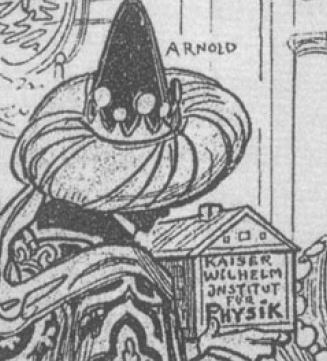 ARNOLD
KAISER
WILHELM
INSTITUT
FÜR
PHYSIK